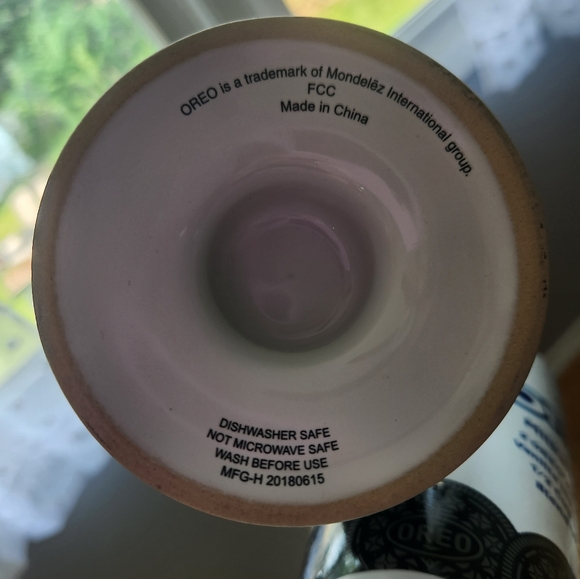 OREO is a trademark of Mondelēz International group.
FCC
Made in China
DISHWASHER SAFE
NOT MICROWAVE SAFE
WASH BEFORE USE
MFG-H 20180615
OREO